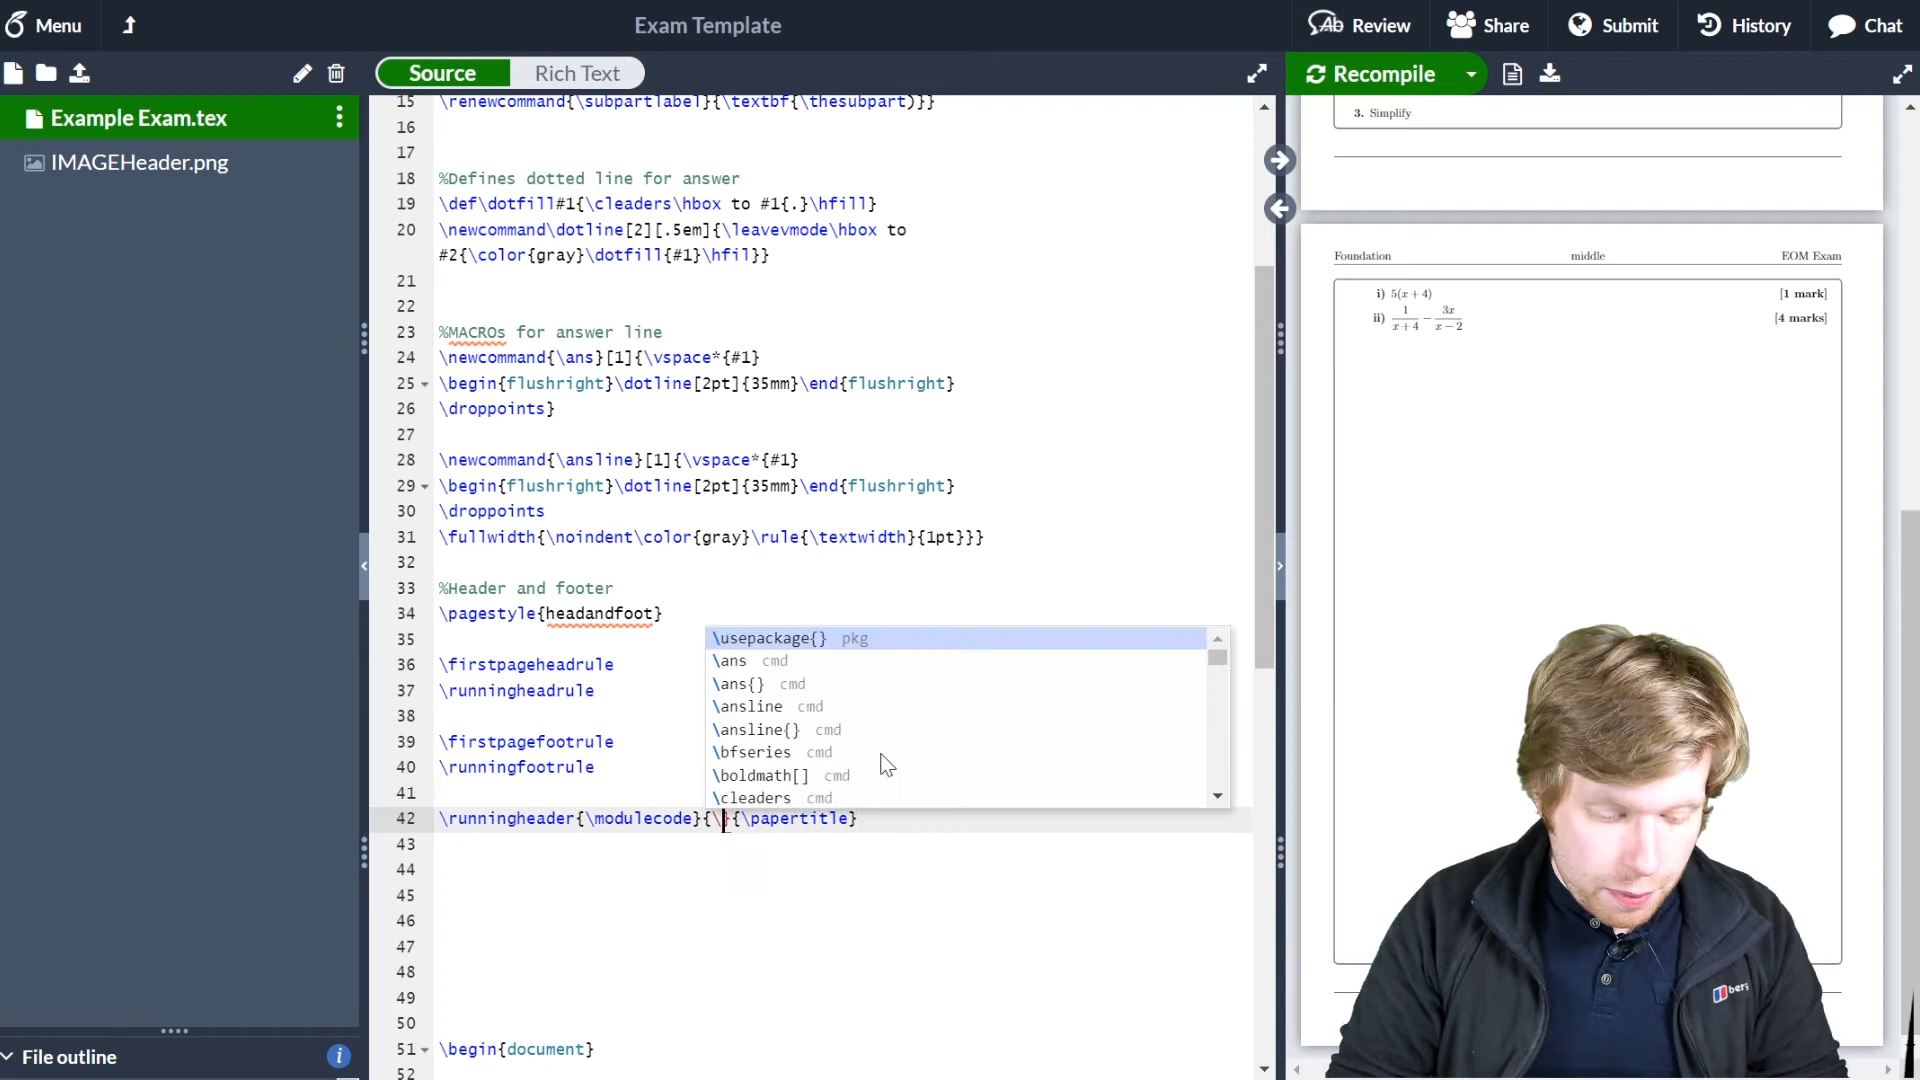 Menu
Exam Template
Review
Share
Submit
History
Chat
Source
Rich Text
Recompile
Example Exam.tex
IMAGEHeader.png
15 \renewcommand{\subpartlabel}{\textbf{\thesubpart)}}
16
17
18 %Defines dotted line for answer
19 \def\dotfill#1{\cleaders\hbox to #1{.}\hfill}
20 \newcommand\dotline[2][.5em]{\leavevmode\hbox to
#2{\color{gray}\dotfill{#1}\hfil}}
21
22
23 %MACROs for answer line
24 \newcommand{\ans}[1]{\vspace*{#1}
25 \begin{flushright}\dotline[2pt]{35mm}\end{flushright}
26 \droppoints}
27
28 \newcommand{\ansline}[1]{\vspace*{#1}
29 \begin{flushright}\dotline[2pt]{35mm}\end{flushright}
30 \droppoints
31 \fullwidth{\noindent\color{gray}\rule{\textwidth}{1pt}}}
32
33 %Header and footer
34 \pagestyle{headandfoot}
35
36 \firstpageheadrule
37 \runningheadrule
38
39 \firstpagefootrule
40 \runningfootrule
41
42 \runningheader{\modulecode}{\}{\papertitle}
43
44
45
46
47
48
49
50
51 \begin{document}
52
\usepackage{} pkg
\ans cmd
\ans{} cmd
\ansline cmd
\ansline{} cmd
\bfseries cmd
\boldmath[] cmd
\cleaders cmd
File outline
3. Simplify
Foundation middle EOM Exam
i) 5(x + 4) [1 mark]
ii) 1/(x + 4) − 3x/(x − 2) [4 marks]